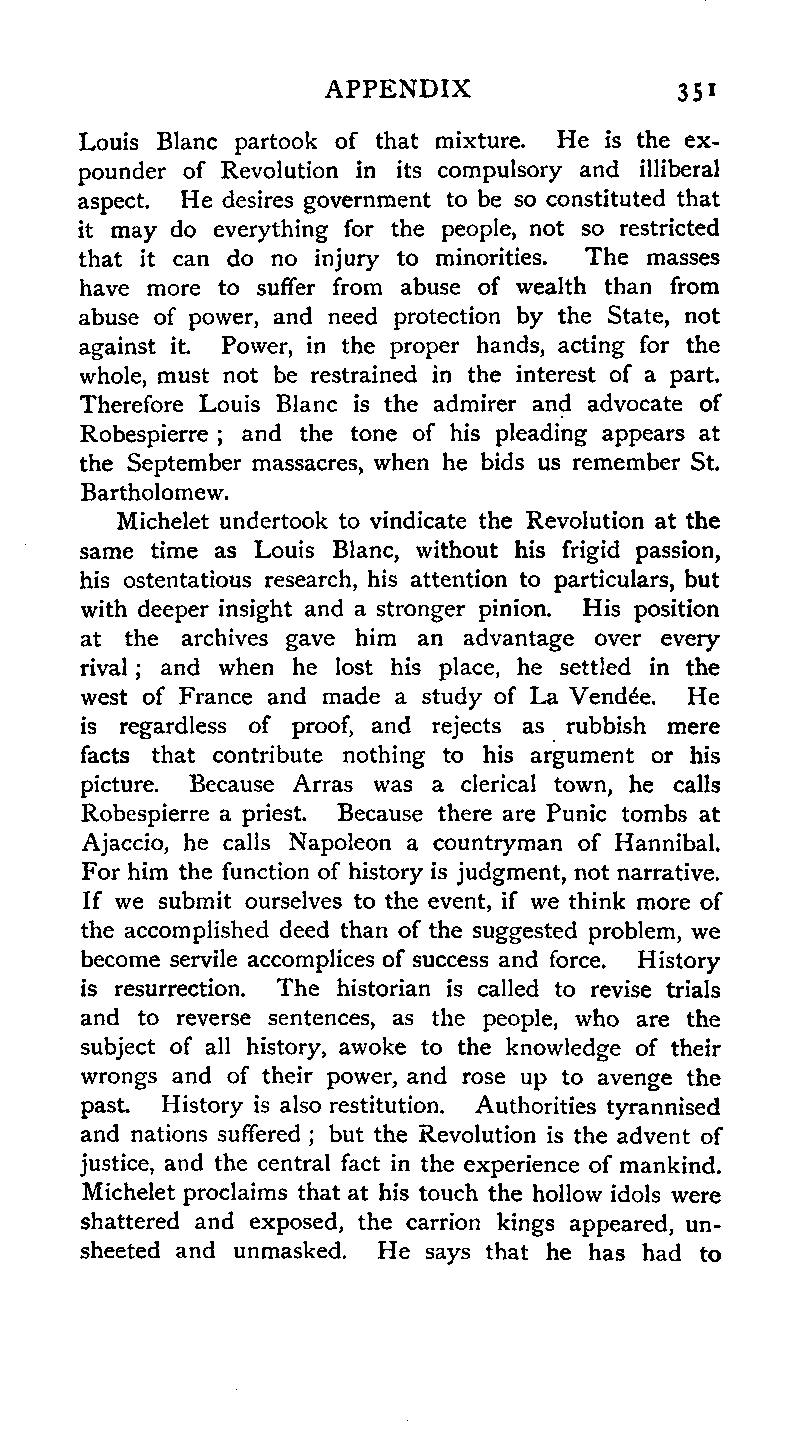 APPENDIX 351
Louis Blanc partook of that mixture. He is the ex-
pounder of Revolution in its compulsory and illiberal
aspect. He desires government to be so constituted that
it may do everything for the people, not so restricted
that it can do no injury to minorities. The masses
have more to suffer from abuse of wealth than from
abuse of power, and need protection by the State, not
against it. Power, in the proper hands, acting for the
whole, must not be restrained in the interest of a part.
Therefore Louis Blanc is the admirer and advocate of
Robespierre ; and the tone of his pleading appears at
the September massacres, when he bids us remember St.
Bartholomew.
Michelet undertook to vindicate the Revolution at the
same time as Louis Blanc, without his frigid passion,
his ostentatious research, his attention to particulars, but
with deeper insight and a stronger pinion. His position
at the archives gave him an advantage over every
rival ; and when he lost his place, he settled in the
west of France and made a study of La Vendée. He
is regardless of proof, and rejects as rubbish mere
facts that contribute nothing to his argument or his
picture. Because Arras was a clerical town, he calls
Robespierre a priest. Because there are Punic tombs at
Ajaccio, he calls Napoleon a countryman of Hannibal.
For him the function of history is judgment, not narrative.
If we submit ourselves to the event, if we think more of
the accomplished deed than of the suggested problem, we
become servile accomplices of success and force. History
is resurrection. The historian is called to revise trials
and to reverse sentences, as the people, who are the
subject of all history, awoke to the knowledge of their
wrongs and of their power, and rose up to avenge the
past. History is also restitution. Authorities tyrannised
and nations suffered ; but the Revolution is the advent of
justice, and the central fact in the experience of mankind.
Michelet proclaims that at his touch the hollow idols were
shattered and exposed, the carrion kings appeared, un-
sheeted and unmasked. He says that he has had to